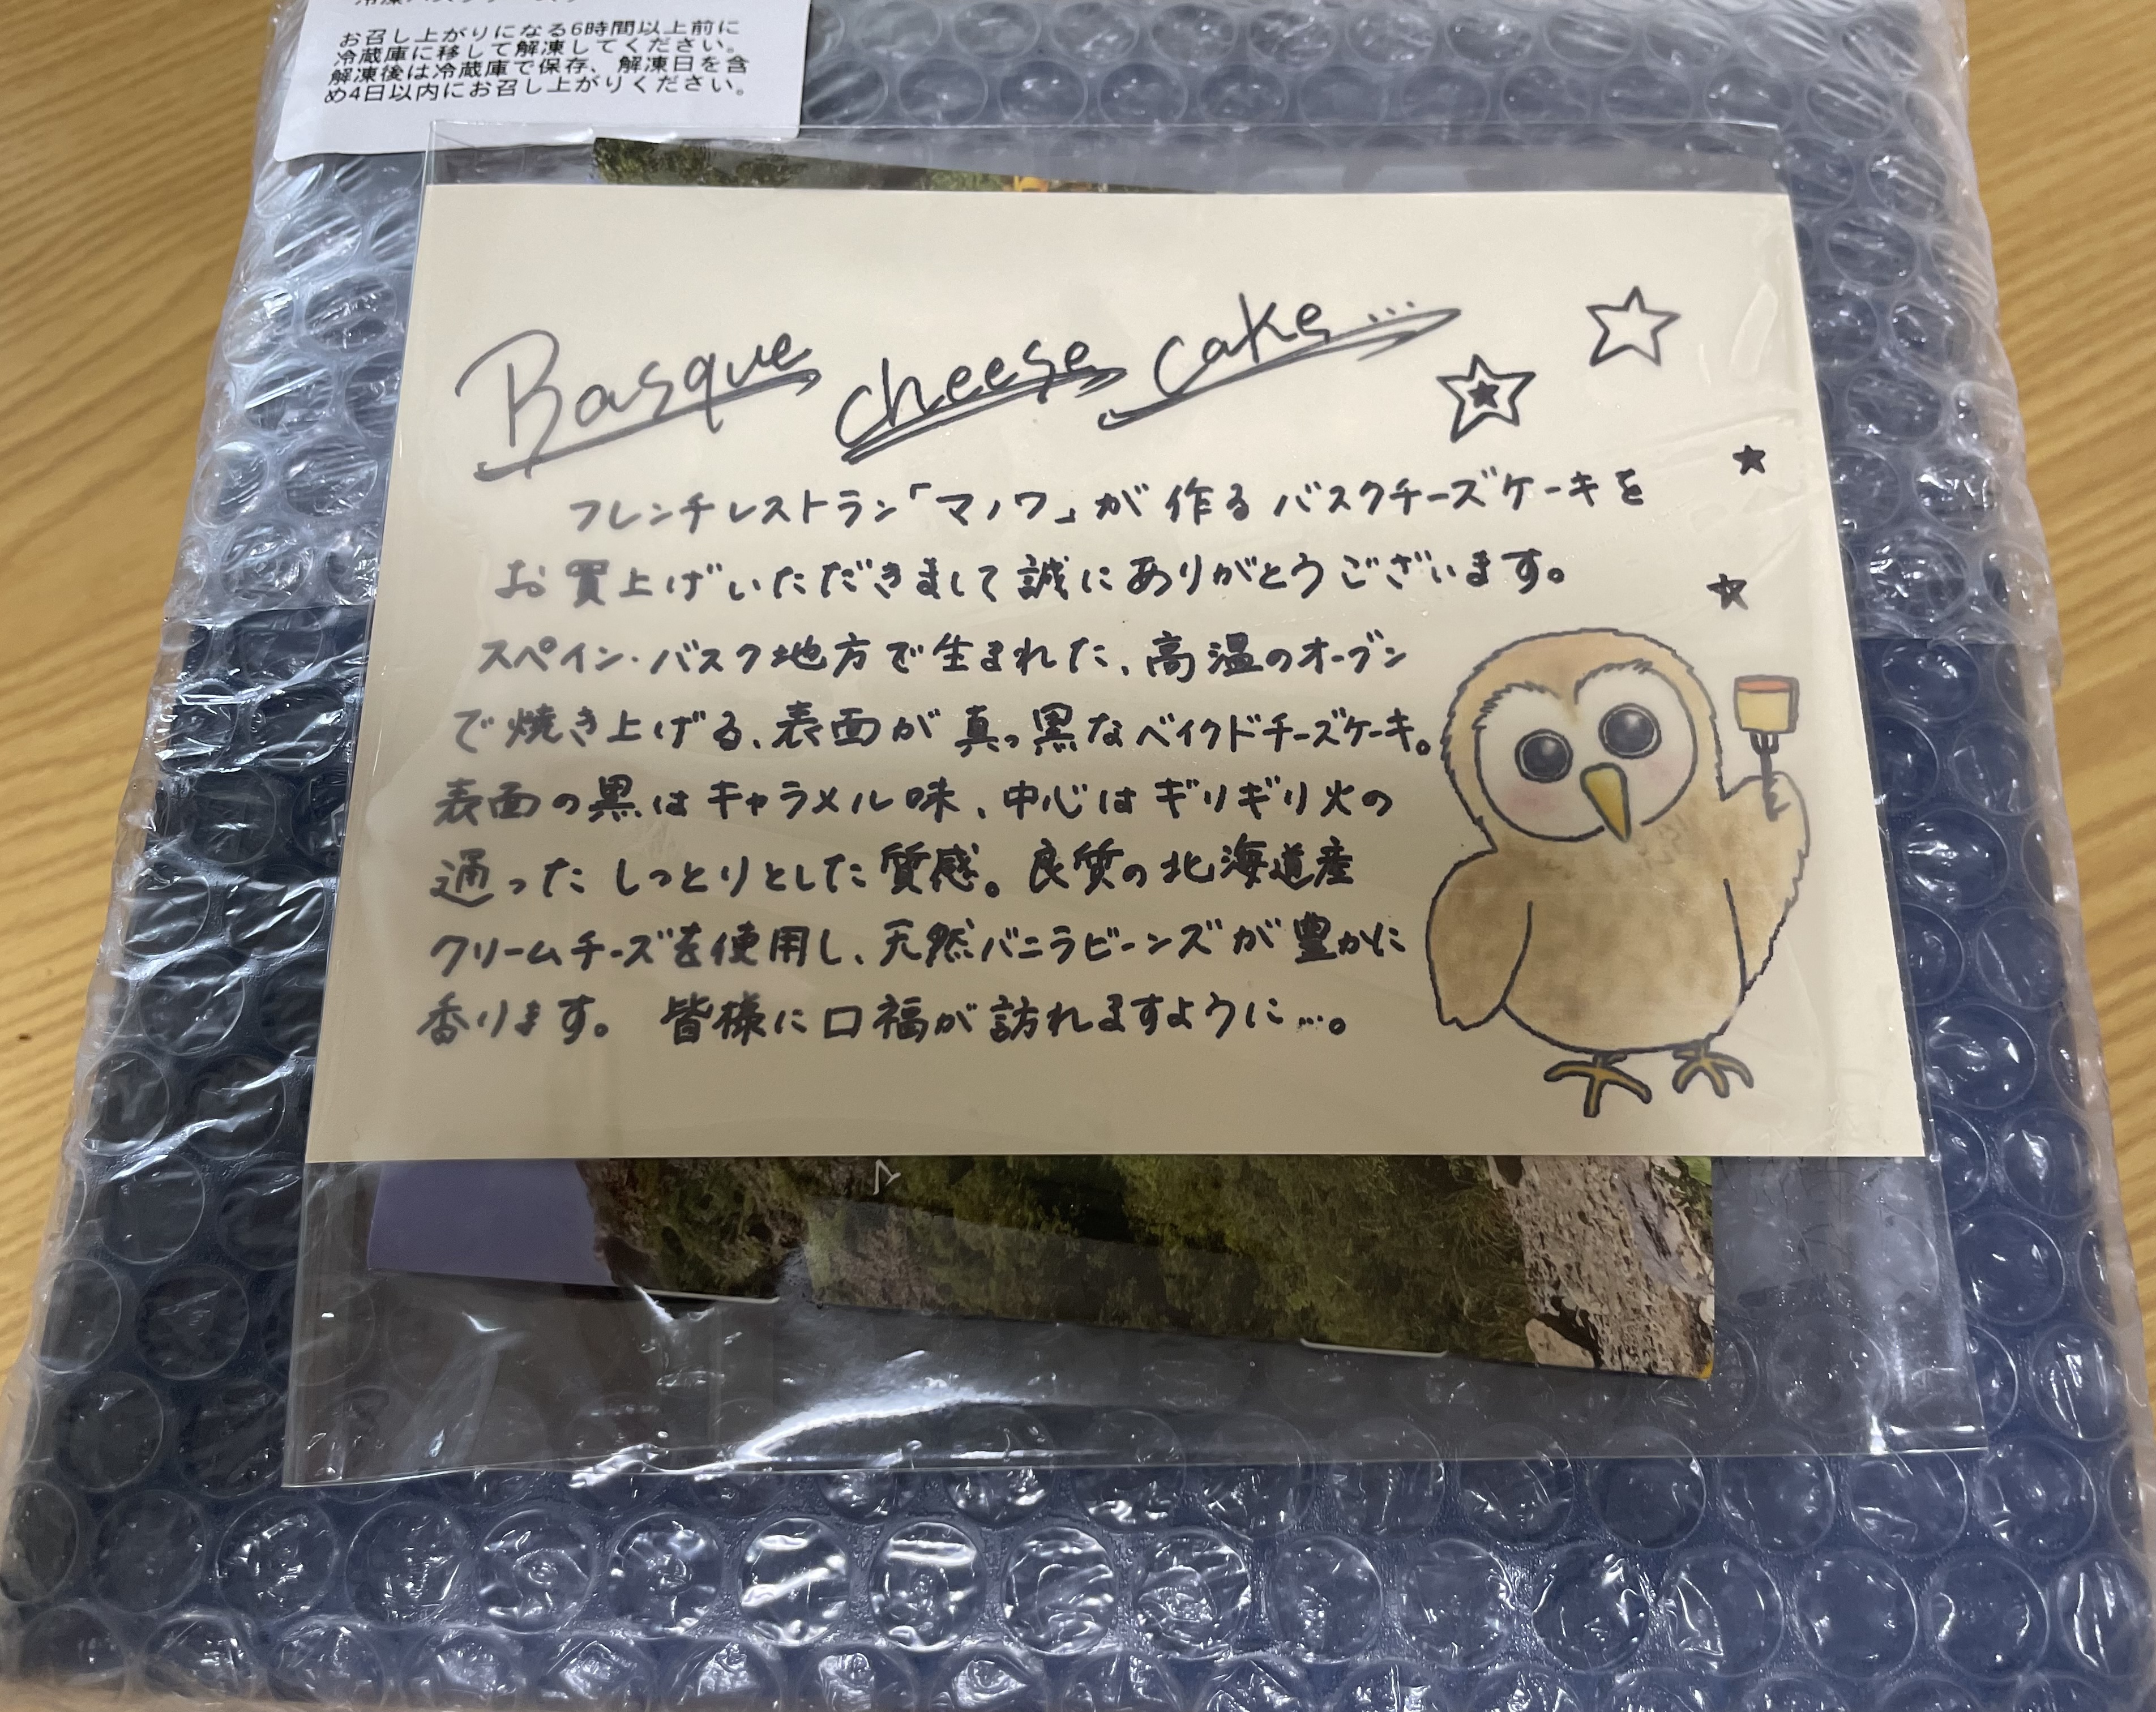 お召し上がりになる6時間以上前に
冷蔵庫に移して解凍してください。
解凍後は冷蔵庫で保存、解凍日を含
め4日以内にお召し上がりください。
Basque cheese cake...
フレンチレストラン「マノワ」が作るバスクチーズケーキを
お買上げいただきまして誠にありがとうございます。
スペイン・バスク地方で生まれた、高温のオーブン
で焼き上げる、表面が真っ黒なベイクドチーズケーキ。
表面の黒はキャラメル味、中心はギリギリ火の
通ったしっとりとした質感。良質の北海道産
クリームチーズを使用し、天然バニラビーンズが豊かに
香ります。 皆様に口福が訪れますように…。